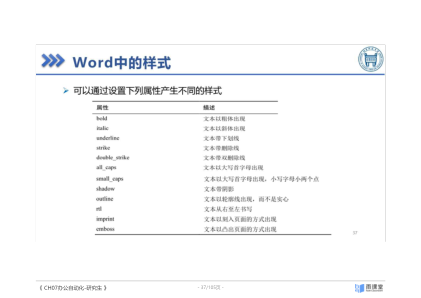 Word中的样式
可以通过设置下列属性产生不同的样式
属性 描述
bold 文本以粗体出现
italic 文本以斜体出现
underline 文本带下划线
strike 文本带删除线
double_strike 文本带双删除线
all_caps 文本以大写首字母出现
small_caps 文本以大写首字母出现，小写字母小两个点
shadow 文本带阴影
outline 文本以轮廓线出现，而不是实心
rtl 文本从右至左书写
imprint 文本以刻入页面的方式出现
emboss 文本以凸出页面的方式出现
37
《 CH07办公自动化-研究生 》
雨课堂